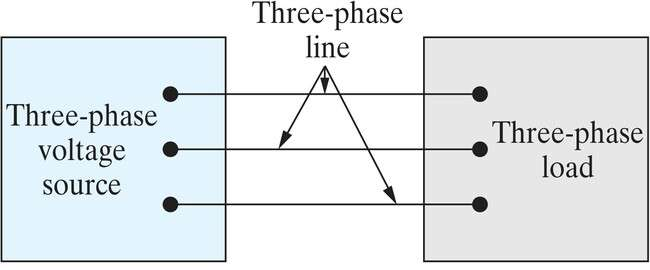 Three-phase
line
Three-phase
voltage
source
Three-phase
load